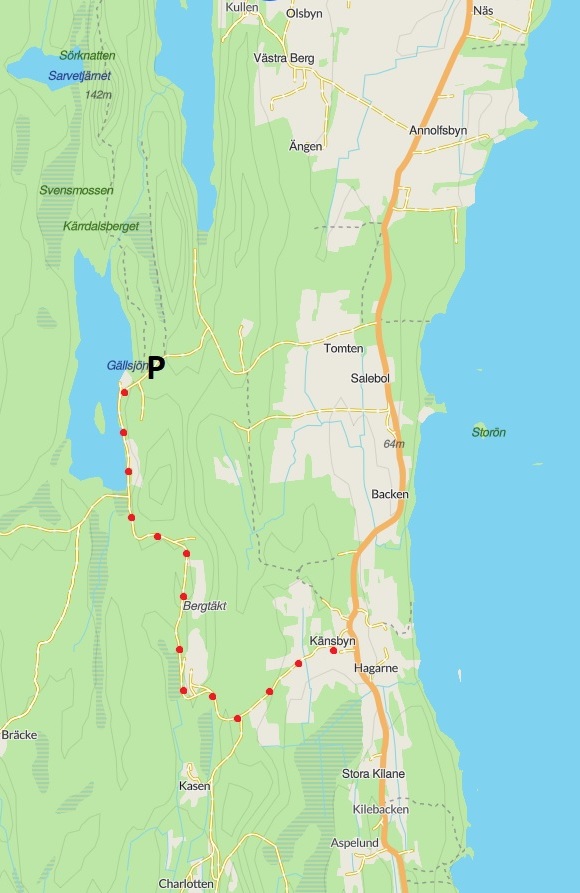 Kullen
Olsbyn
Näs
Sörknatten
Västra Berg
Sarvetjärnet
142m
Annolfsbyn
Ängen
Svensmossen
Kärrdalsberget
Tomten
Gällsjön
P
Salebol
Storön
64m
Backen
Bergtäkt
Känsbyn
Hagarne
Bräcke
Stora Kilane
Kasen
Kilebacken
Aspelund
Charlotten